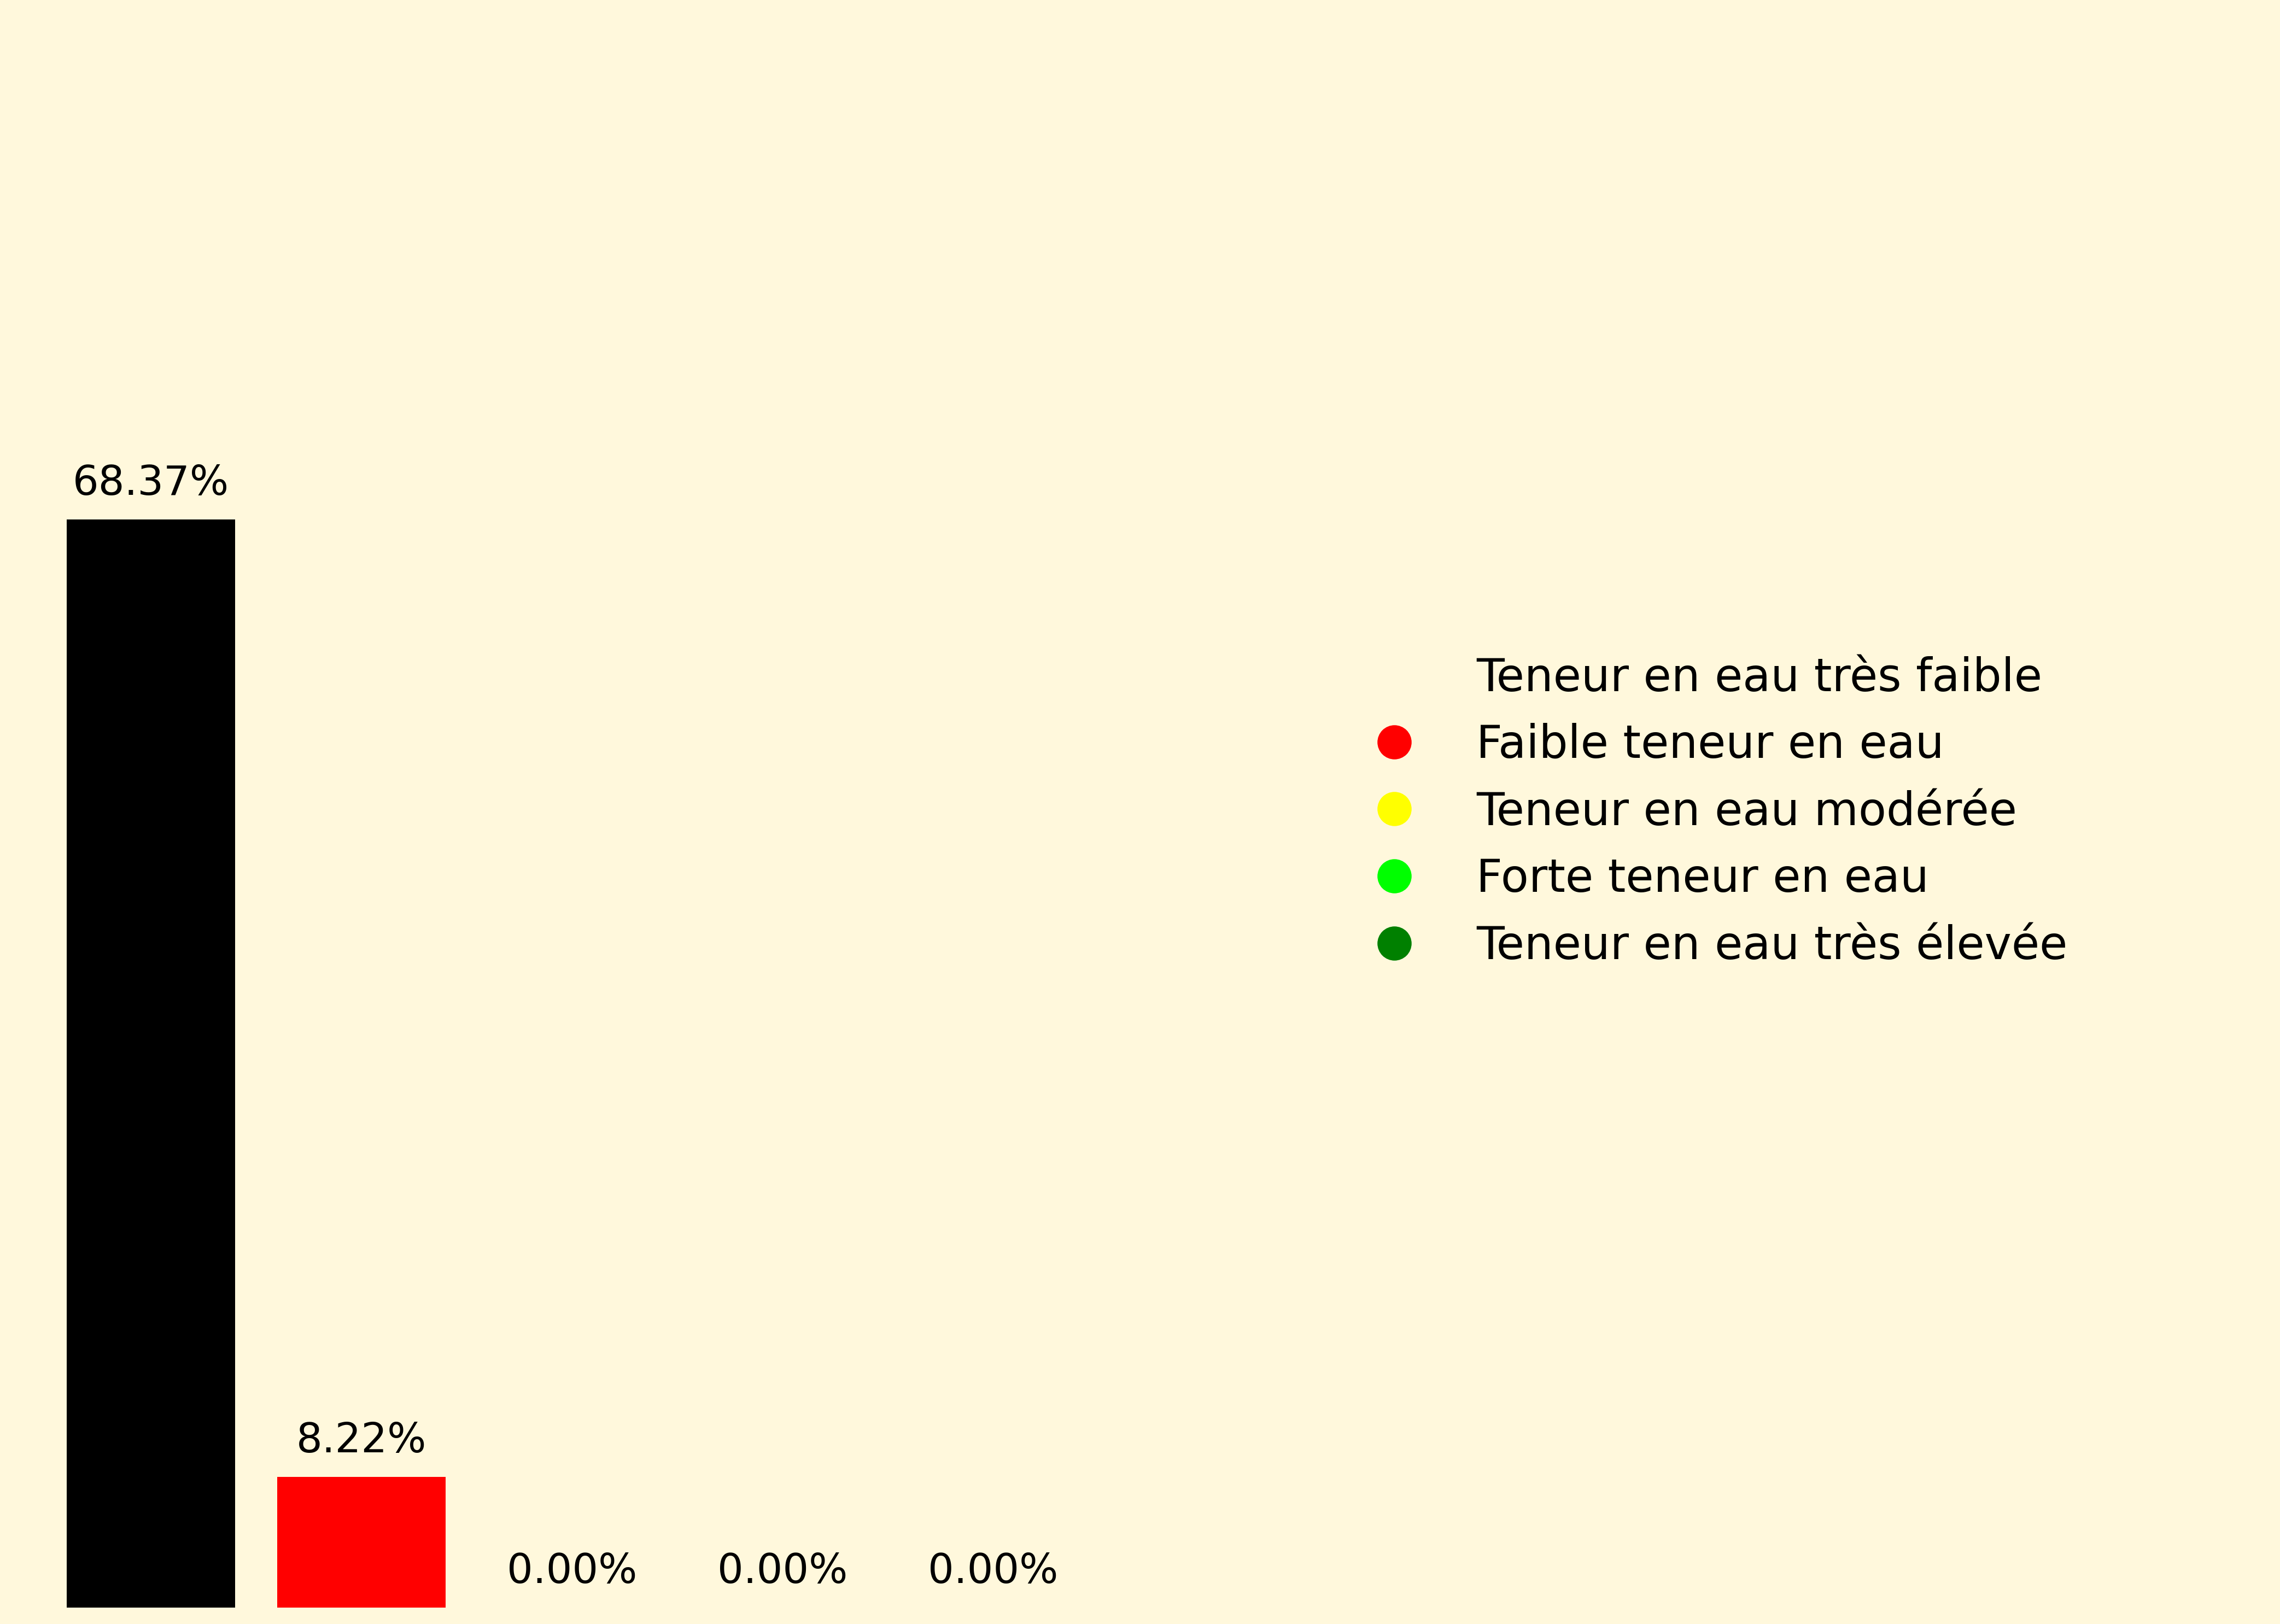 68.37%
8.22%
0.00%
0.00%
0.00%
Teneur en eau très faible
Faible teneur en eau
Teneur en eau modérée
Forte teneur en eau
Teneur en eau très élevée